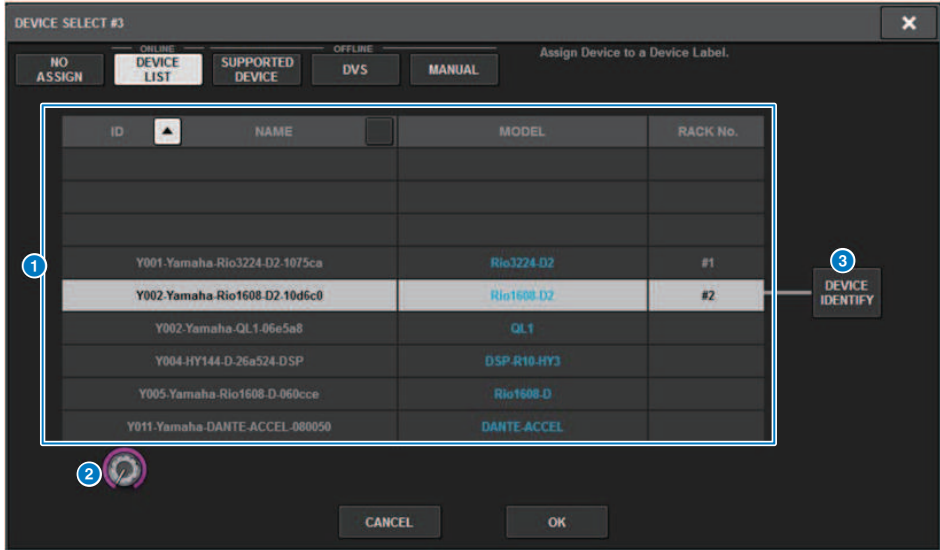 DEVICE SELECT #3
ONLINE
OFFLINE
NO ASSIGN
DEVICE LIST
SUPPORTED DEVICE
DVS
MANUAL
Assign Device to a Device Label.
ID NAME MODEL RACK No.
Y001-Yamaha-Rio3224-D2-1075ca Rio3224-D2 #1
Y002-Yamaha-Rio1608-D2-10d6c0 Rio1608-D2 #2
Y002-Yamaha-QL1-06e5a8 QL1
Y004-HY144-D-26a524-DSP DSP-R10-HY3
Y005-Yamaha-Rio1608-D-060cce Rio1608-D
Y011-Yamaha-DANTE-ACCEL-080050 DANTE-ACCEL
1
3
DEVICE IDENTIFY
2
CANCEL
OK